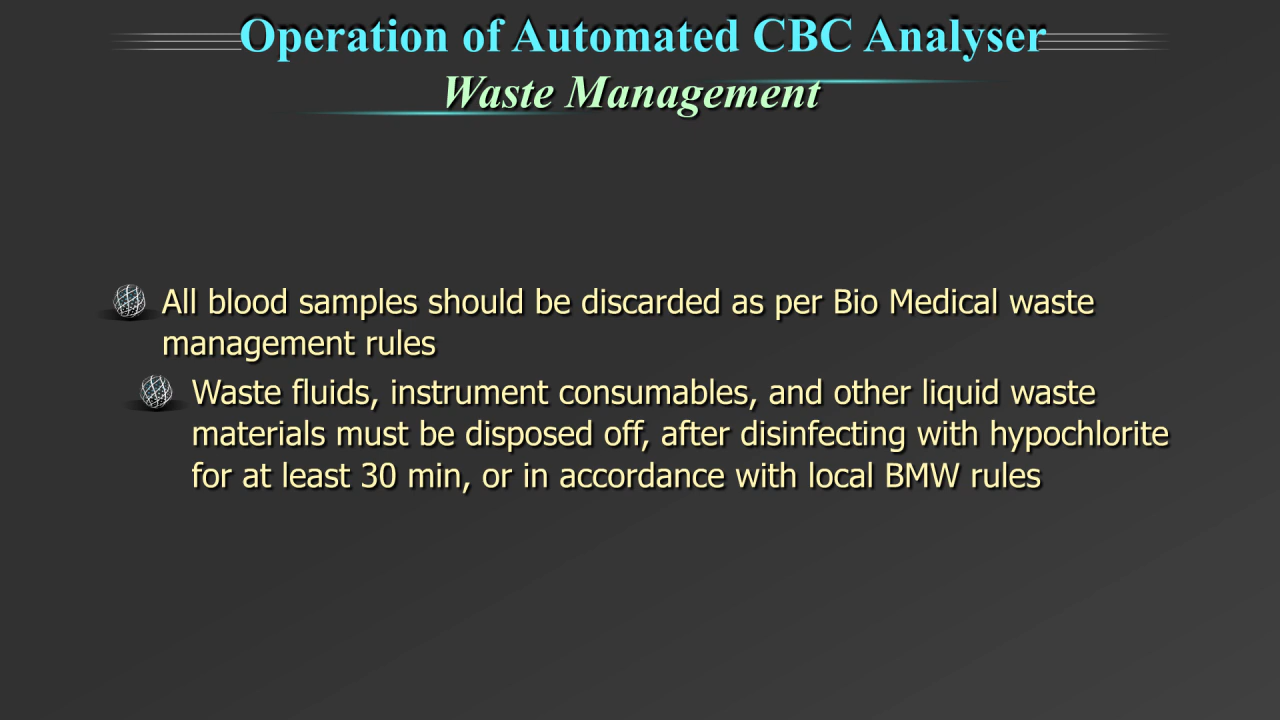 Operation of Automated CBC Analyser
Waste Management
All blood samples should be discarded as per Bio Medical waste
management rules
Waste fluids, instrument consumables, and other liquid waste
materials must be disposed off, after disinfecting with hypochlorite
for at least 30 min, or in accordance with local BMW rules